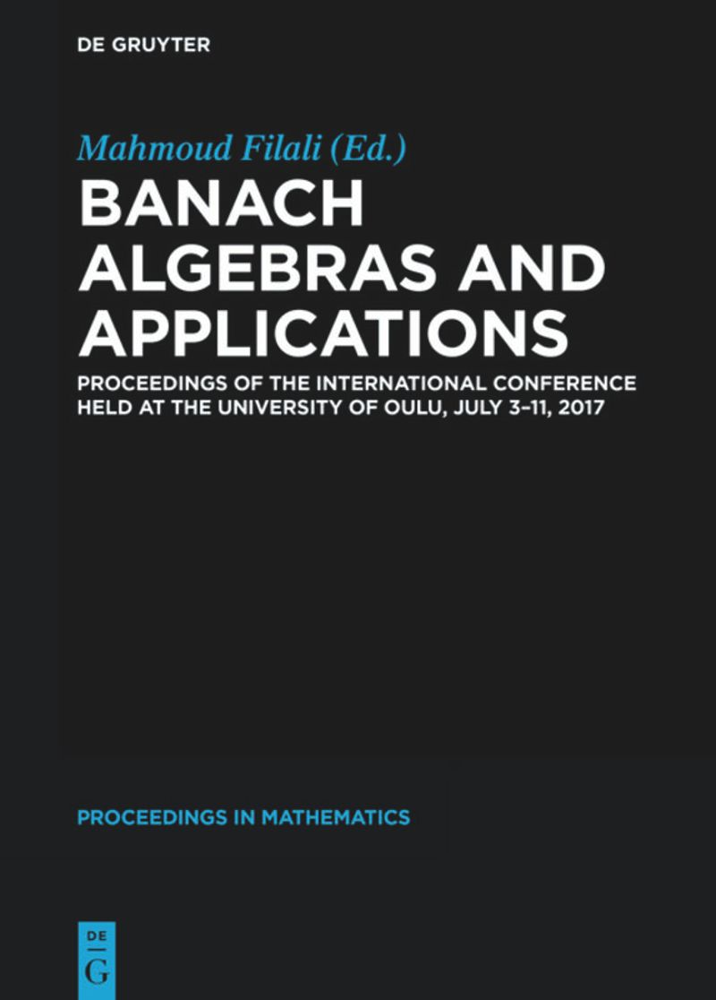 DE GRUYTER
Mahmoud Filali (Ed.)
BANACH
ALGEBRAS AND
APPLICATIONS
PROCEEDINGS OF THE INTERNATIONAL CONFERENCE
HELD AT THE UNIVERSITY OF OULU, JULY 3–11, 2017
PROCEEDINGS IN MATHEMATICS
DE
G